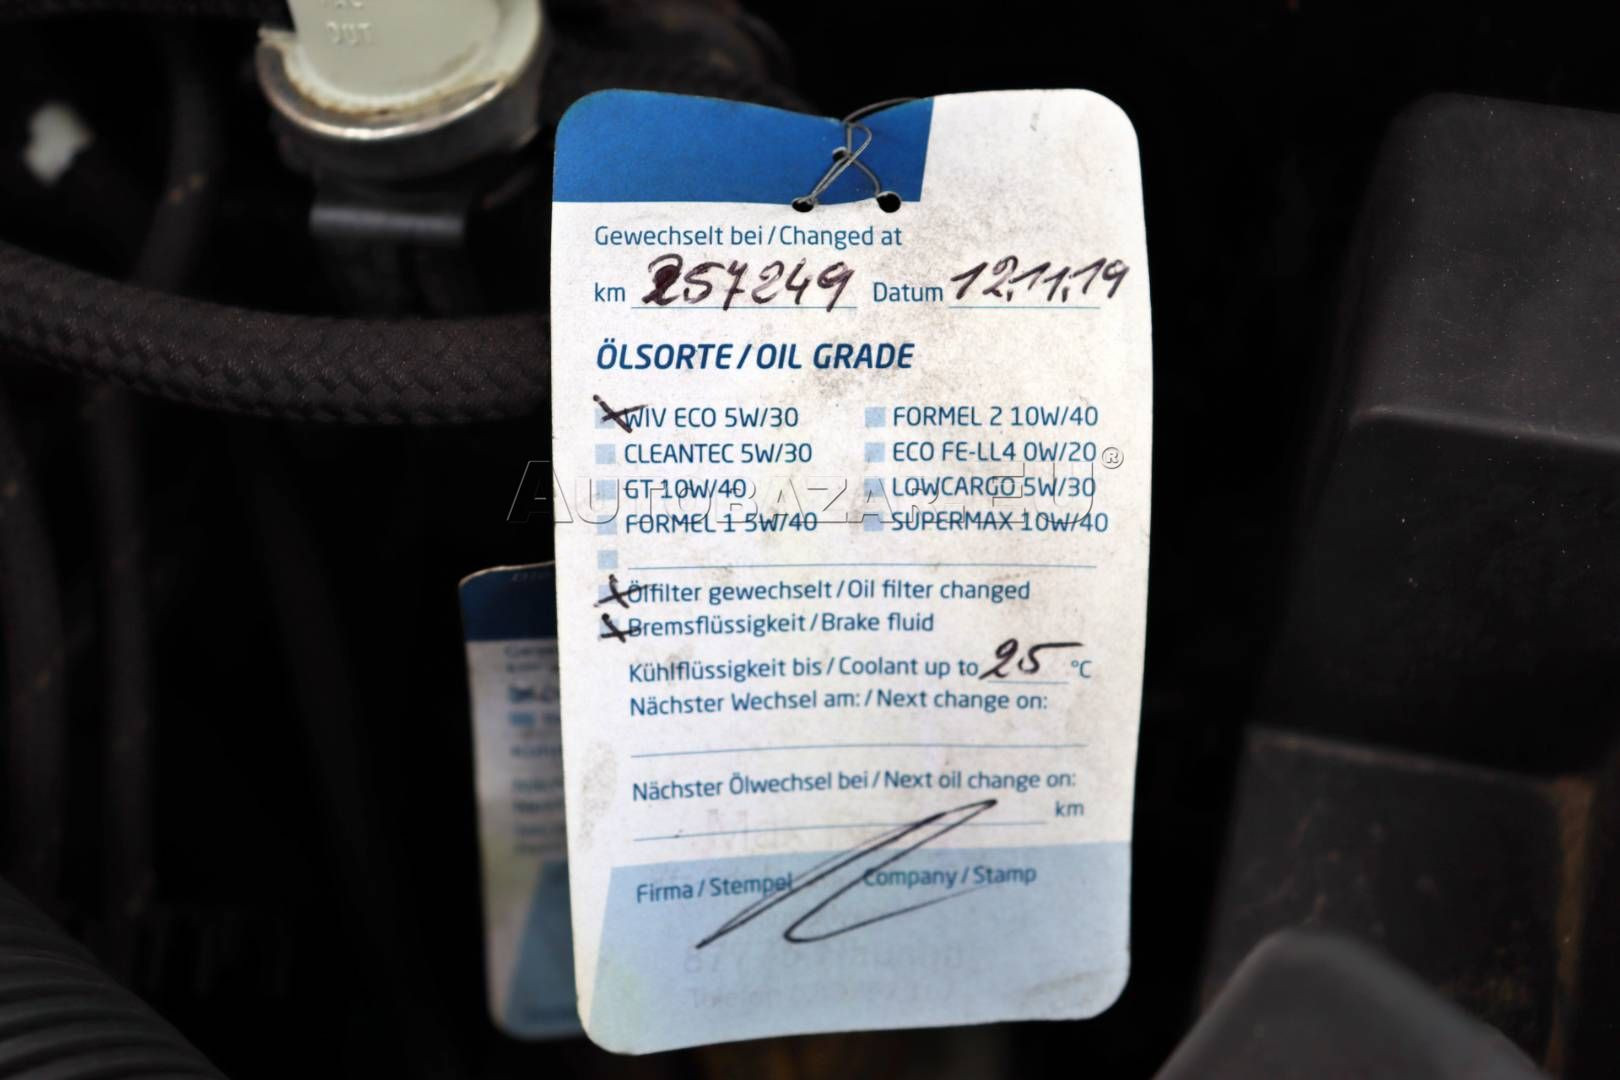 OUT
Gewechselt bei / Changed at
km 257249 Datum 12.11.19
ÖLSORTE / OIL GRADE
WIV ECO 5W/30 FORMEL 2 10W/40
CLEANTEC 5W/30 ECO FE-LL4 0W/20
GT 10W/40 LOWCARGO 5W/30
FORMEL 1 5W/40 SUPERMAX 10W/40
AUTOBAZAR.EU®
Ölfilter gewechselt / Oil filter changed
Bremsflüssigkeit / Brake fluid
Kühlflüssigkeit bis / Coolant up to 25 °C
Nächster Wechsel am: / Next change on:
Nächster Ölwechsel bei / Next oil change on:
km
Firma / Stempel Company / Stamp